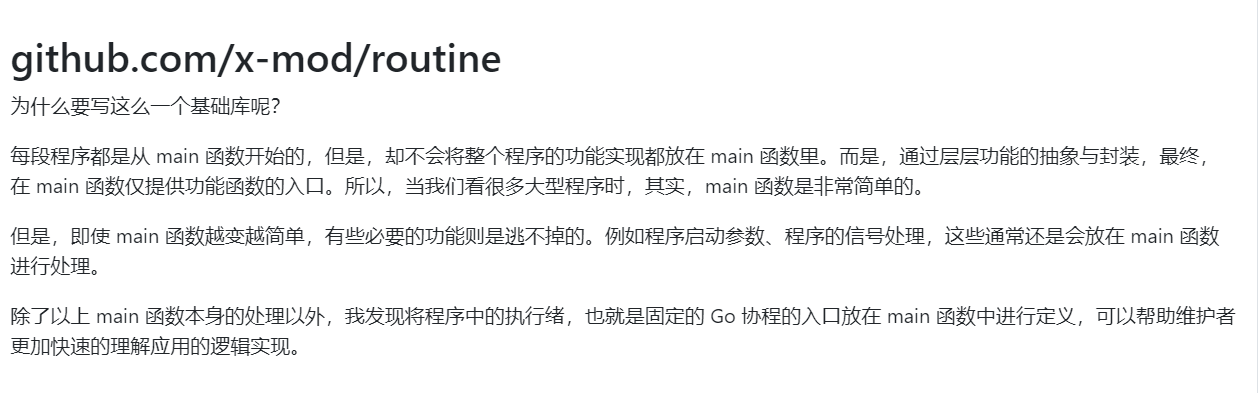 github.com/x-mod/routine
为什么要写这么一个基础库呢？
每段程序都是从 main 函数开始的，但是，却不会将整个程序的功能实现都放在 main 函数里。而是，通过层层功能的抽象与封装，最终，
在 main 函数仅提供功能函数的入口。所以，当我们看很多大型程序时，其实，main 函数是非常简单的。
但是，即使 main 函数越变越简单，有些必要的功能则是逃不掉的。例如程序启动参数、程序的信号处理，这些通常还是会放在 main 函数
进行处理。
除了以上 main 函数本身的处理以外，我发现将程序中的执行绪，也就是固定的 Go 协程的入口放在 main 函数中进行定义，可以帮助维护者
更加快速的理解应用的逻辑实现。